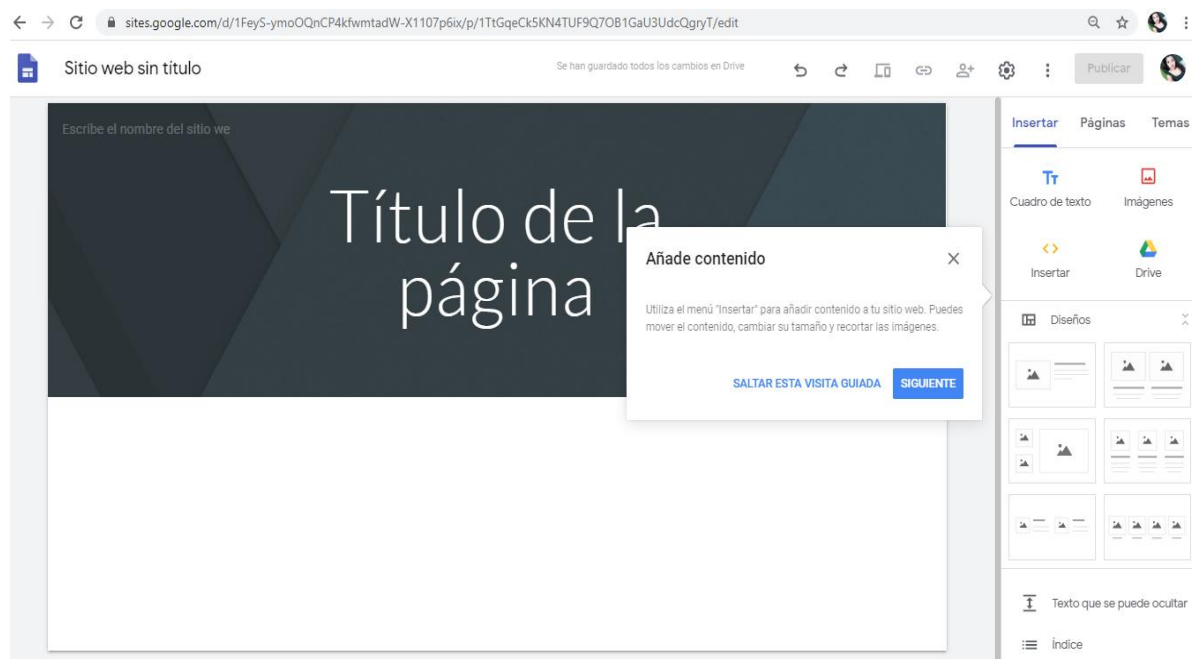 sites.google.com/d/1FeyS-ymoOQnCP4kfwmtadW-X1107p6ix/p/1TtGqeCk5KN4TUF9Q7OB1GaU3UdcQgryT/edit
Sitio web sin título
Se han guardado todos los cambios en Drive
Publicar
Escribe el nombre del sitio we
Título de la
página
Añade contenido
Utiliza el menú "Insertar" para añadir contenido a tu sitio web. Puedes
mover el contenido, cambiar su tamaño y recortar las imágenes.
SALTAR ESTA VISITA GUIADA
SIGUIENTE
Insertar
Páginas
Temas
Cuadro de texto
Imágenes
Insertar
Drive
Diseños
Texto que se puede ocultar
Índice